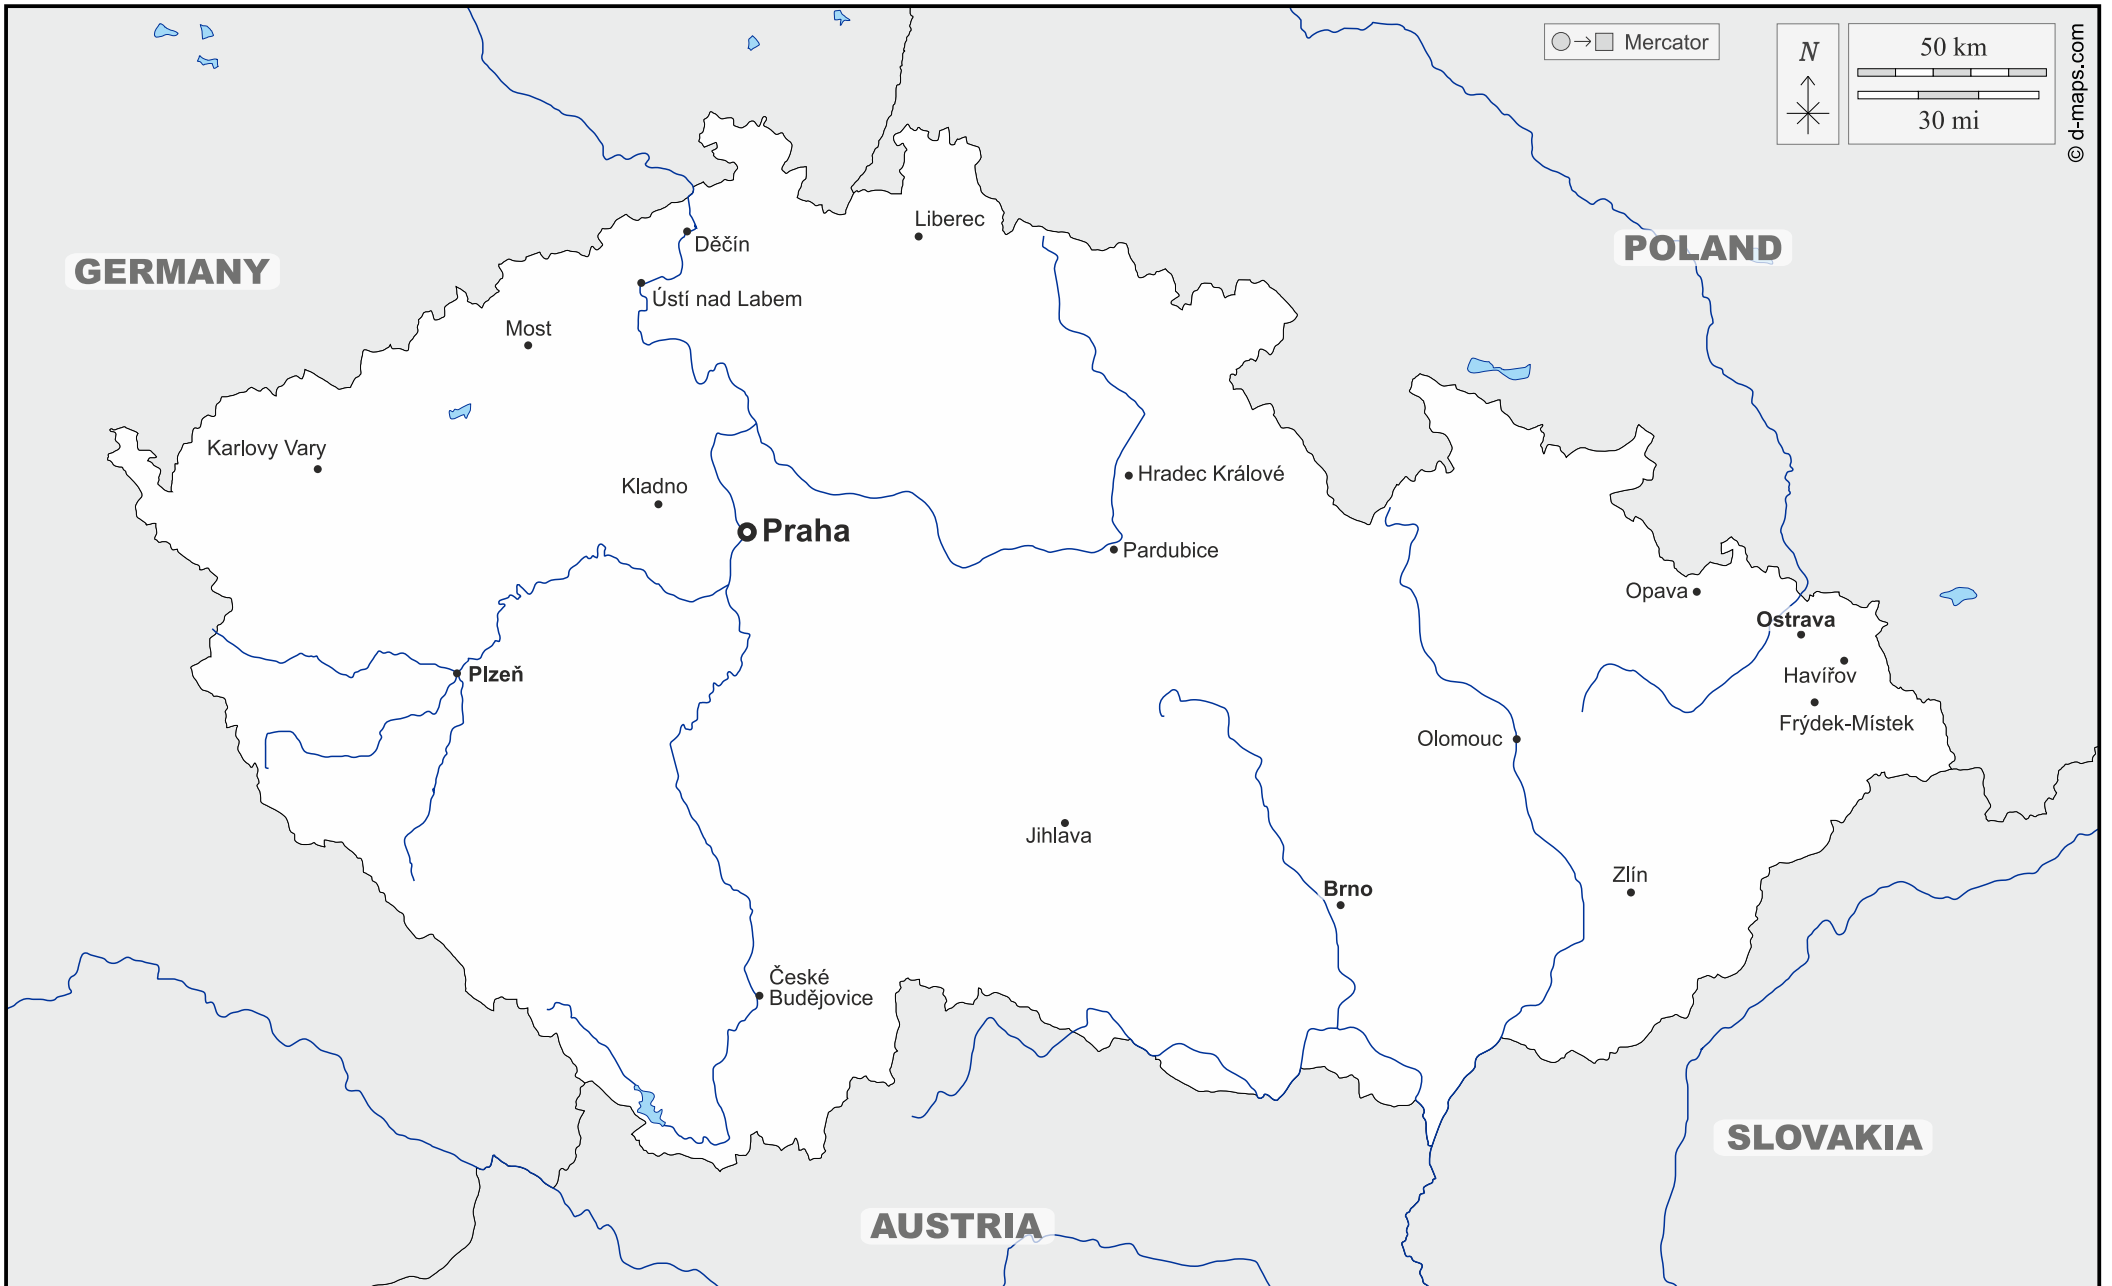 Mercator
N
50 km
30 mi
© d-maps.com
GERMANY
POLAND
Liberec
Děčín
Ústí nad Labem
Most
Karlovy Vary
Kladno
Hradec Králové
Praha
Pardubice
Opava
Ostrava
Havířov
Frýdek-Místek
Plzeň
Olomouc
Jihlava
Brno
Zlín
České
Budějovice
SLOVAKIA
AUSTRIA